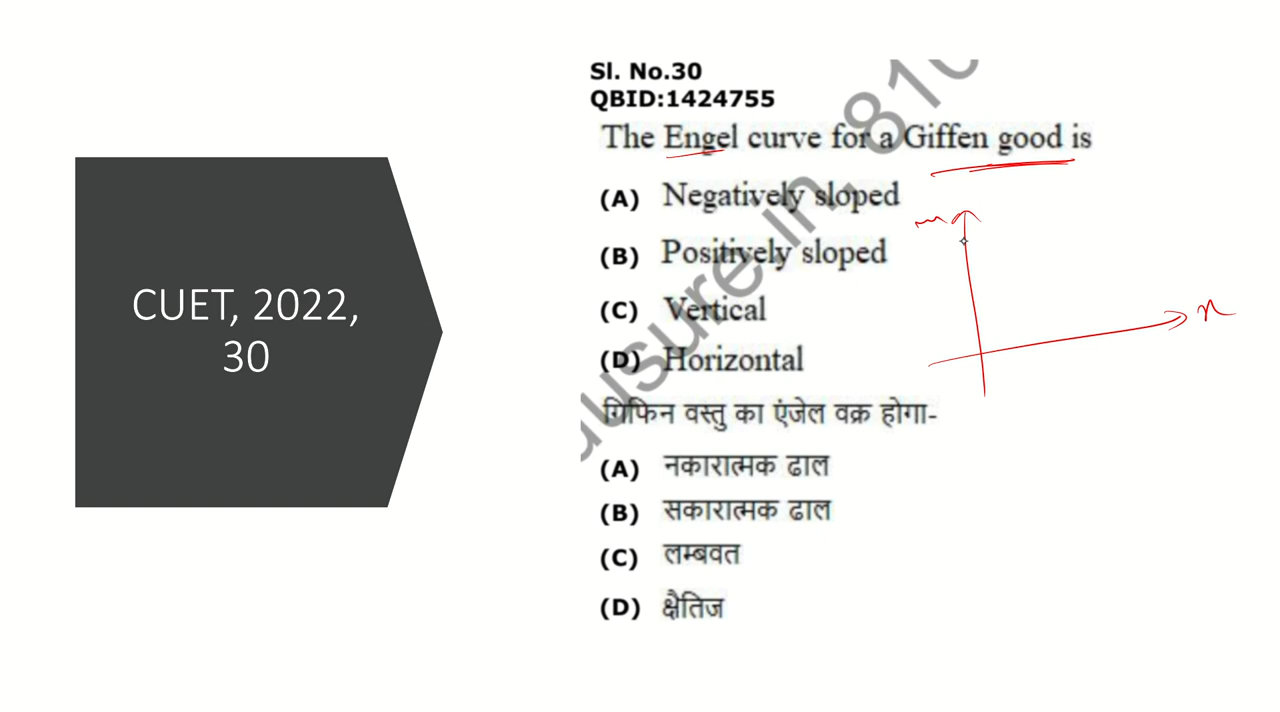 CUET, 2022,
30
Sl. No.30
QBID:1424755
The Engel curve for a Giffen good is
(A) Negatively sloped
(B) Positively sloped
(C) Vertical
(D) Horizontal
गिफिन वस्तु का एंजेल वक्र होगा-
(A) नकारात्मक ढाल
(B) सकारात्मक ढाल
(C) लम्बवत
(D) क्षैतिज
m
x